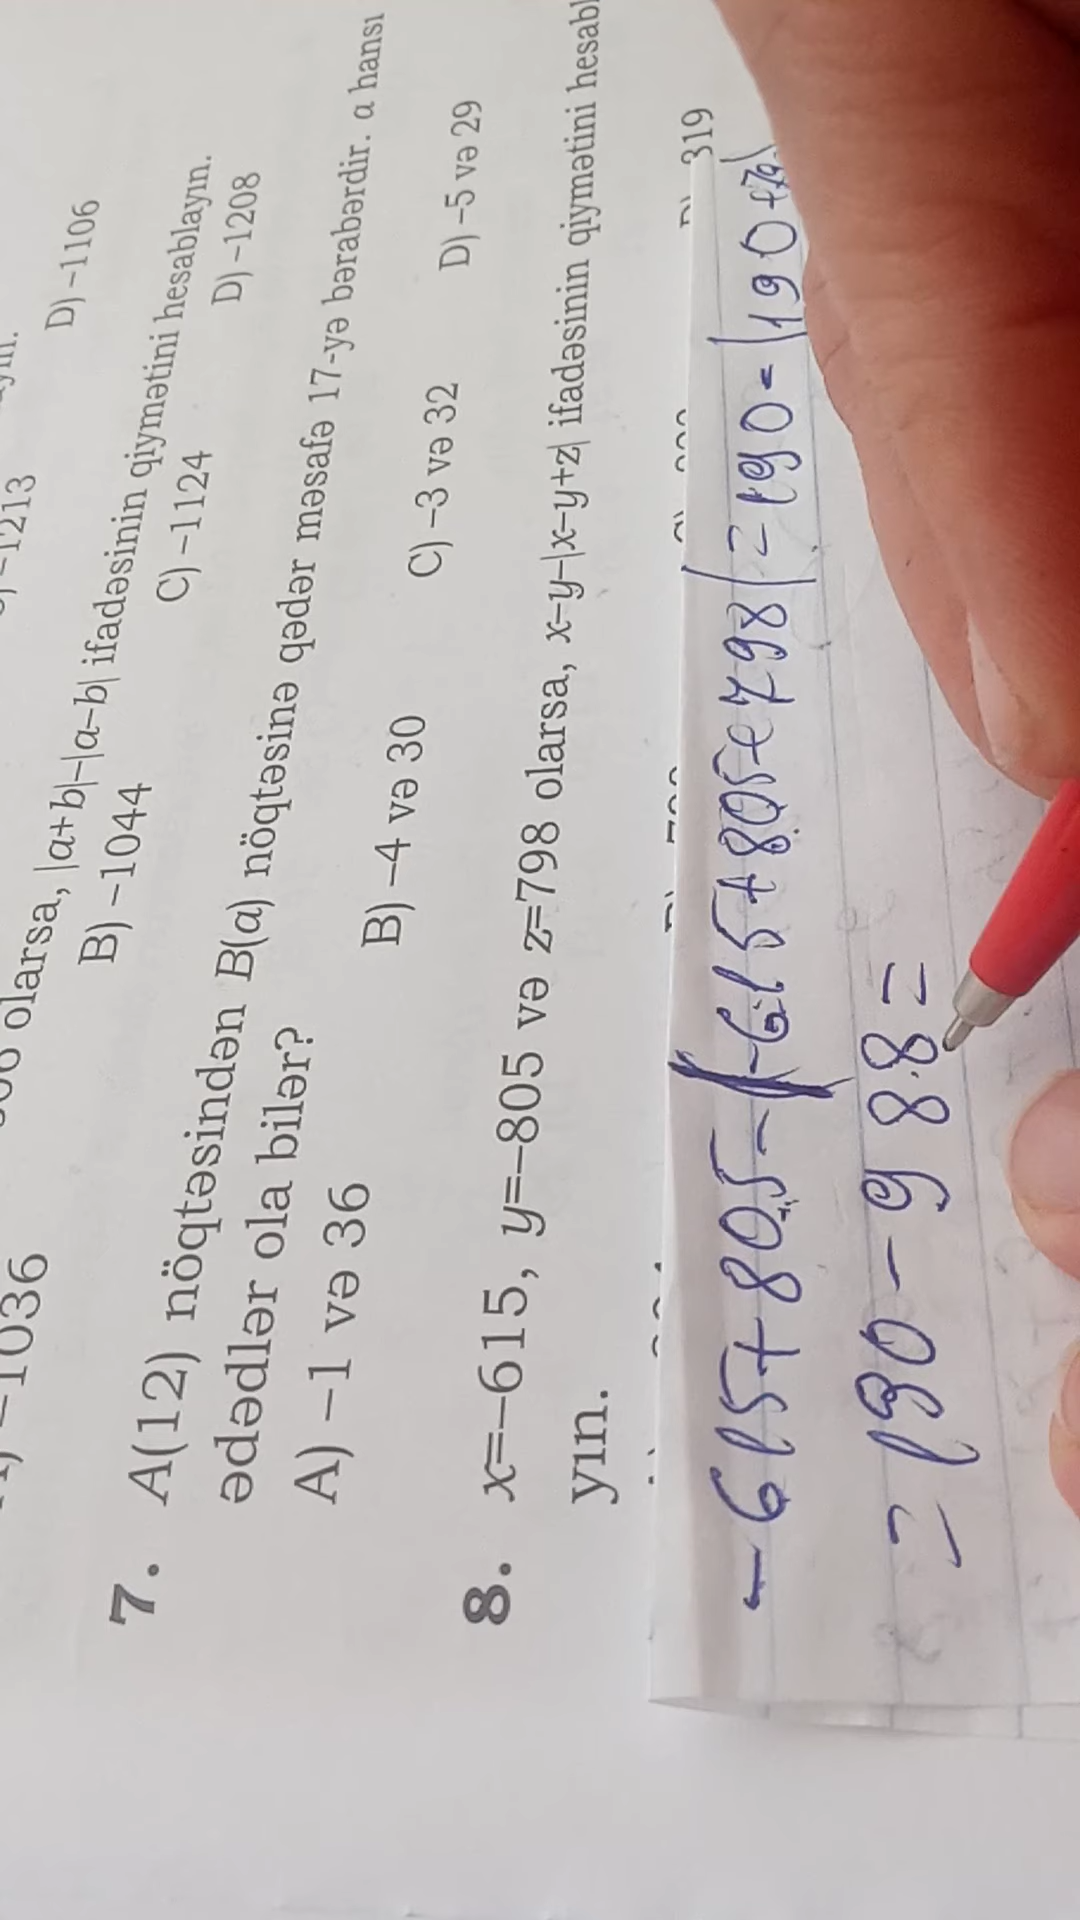 D) –1106
olarsa, |a+b|–|a–b| ifadəsinin qiymətini hesablayın.
B) –1044 C) –1124 D) –1208
7. A(12) nöqtəsindən B(a) nöqtəsinə qədər məsafə 17-yə bərabərdir. a hansı
ədədlər ola bilər?
A) –1 və 36 B) –4 və 30 C) –3 və 32 D) –5 və 29
8. x=–615, y=–805 və z=798 olarsa, x–y–|x–y+z| ifadəsinin qiymətini hesabl
yın.
319
–615+805–|–615+805+798|=190–|190+79
=190–988=